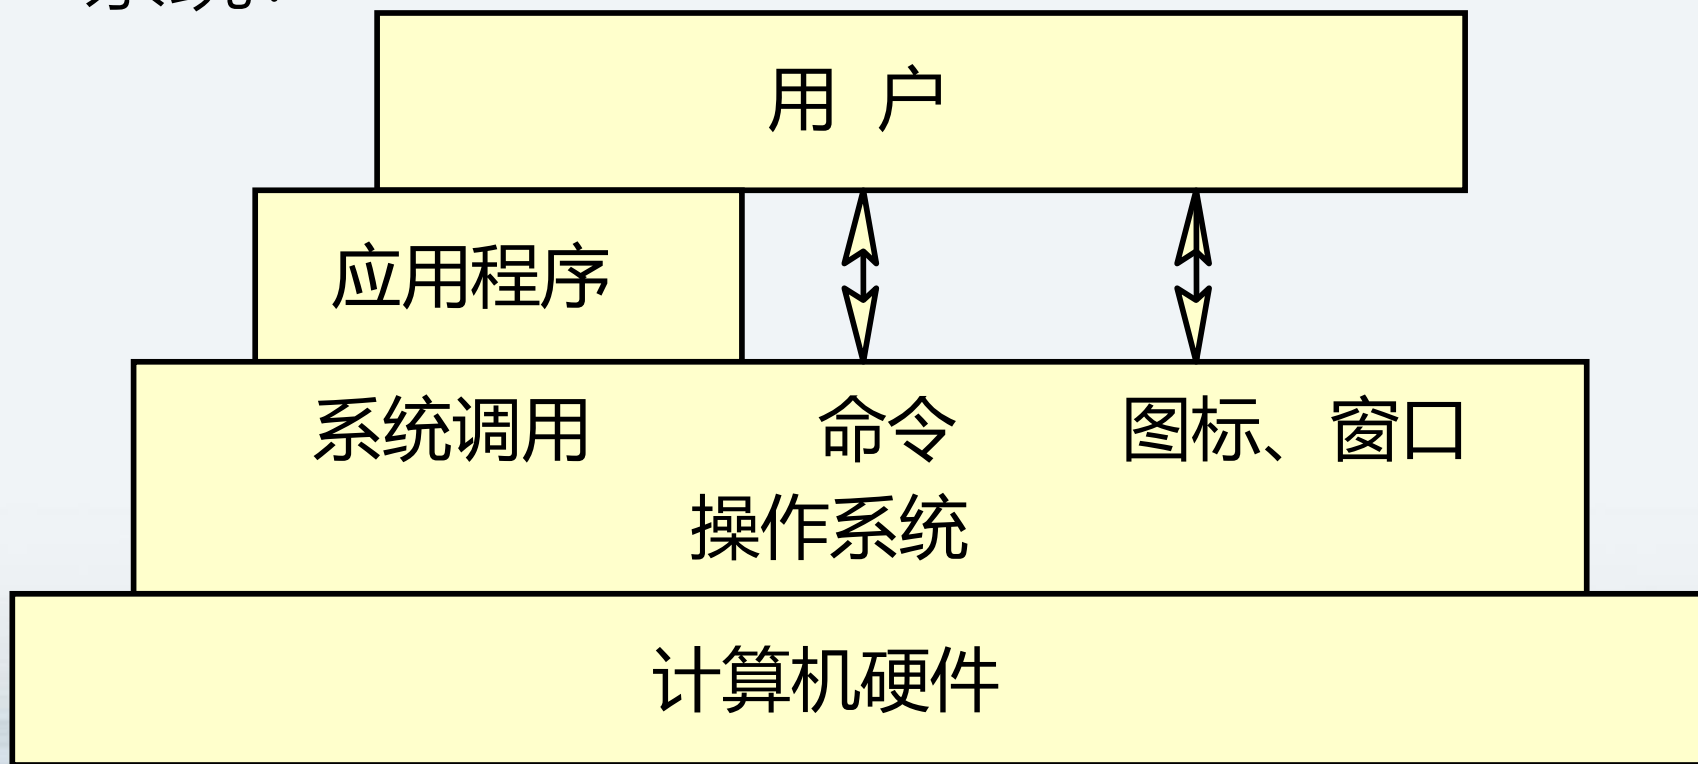 用 户
应用程序
系统调用 命令 图标、窗口
操作系统
计算机硬件